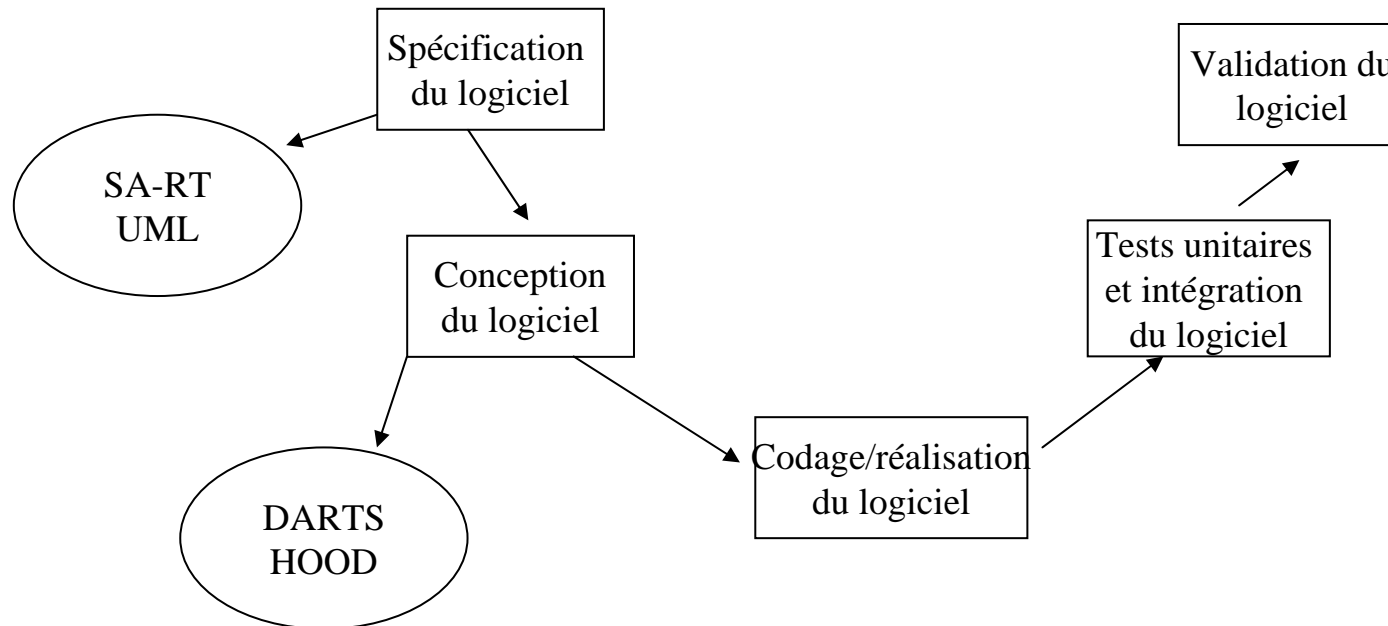 Spécification
du logiciel
SA-RT
UML
Conception
du logiciel
DARTS
HOOD
Codage/réalisation
du logiciel
Tests unitaires
et intégration
du logiciel
Validation du
logiciel